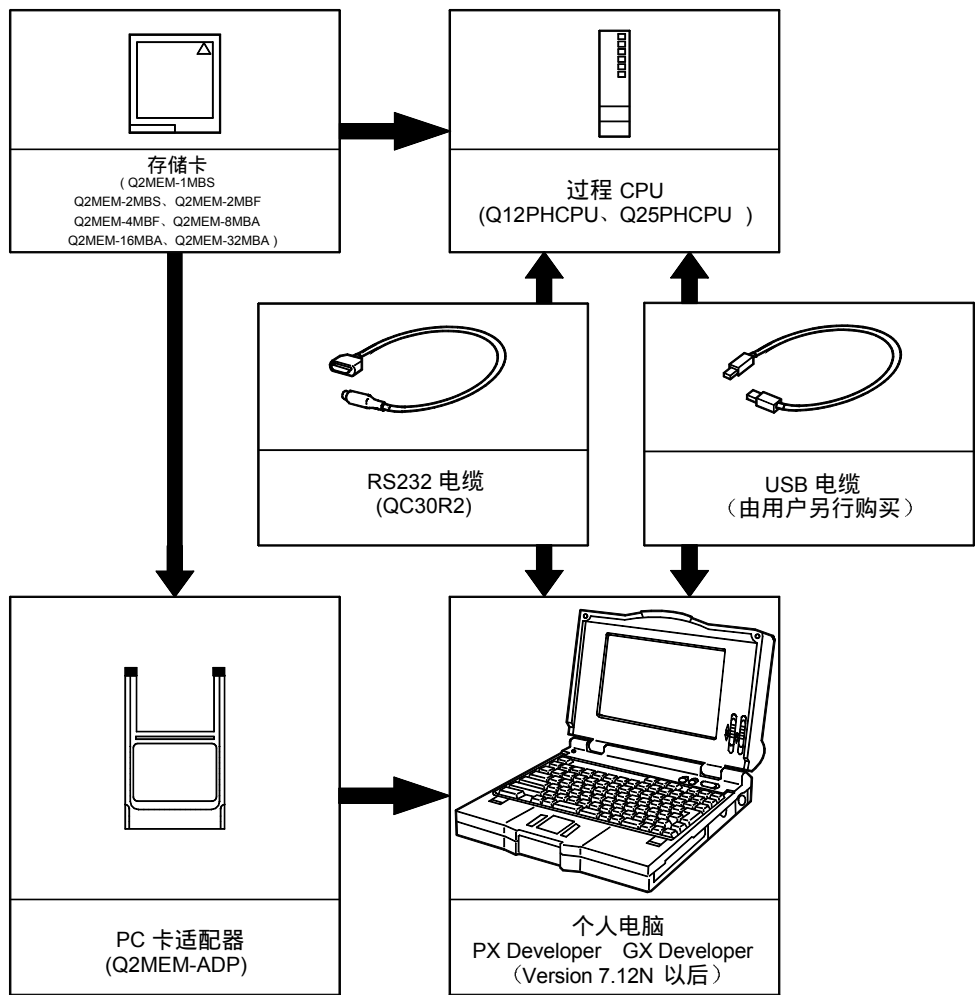 存储卡
( Q2MEM-1MBS
Q2MEM-2MBS、Q2MEM-2MBF
Q2MEM-4MBF、Q2MEM-8MBA
Q2MEM-16MBA、Q2MEM-32MBA )
过程 CPU
(Q12PHCPU、Q25PHCPU )
RS232 电缆
(QC30R2)
USB 电缆
（由用户另行购买）
PC 卡适配器
(Q2MEM-ADP)
个人电脑
PX Developer GX Developer
（Version 7.12N 以后）